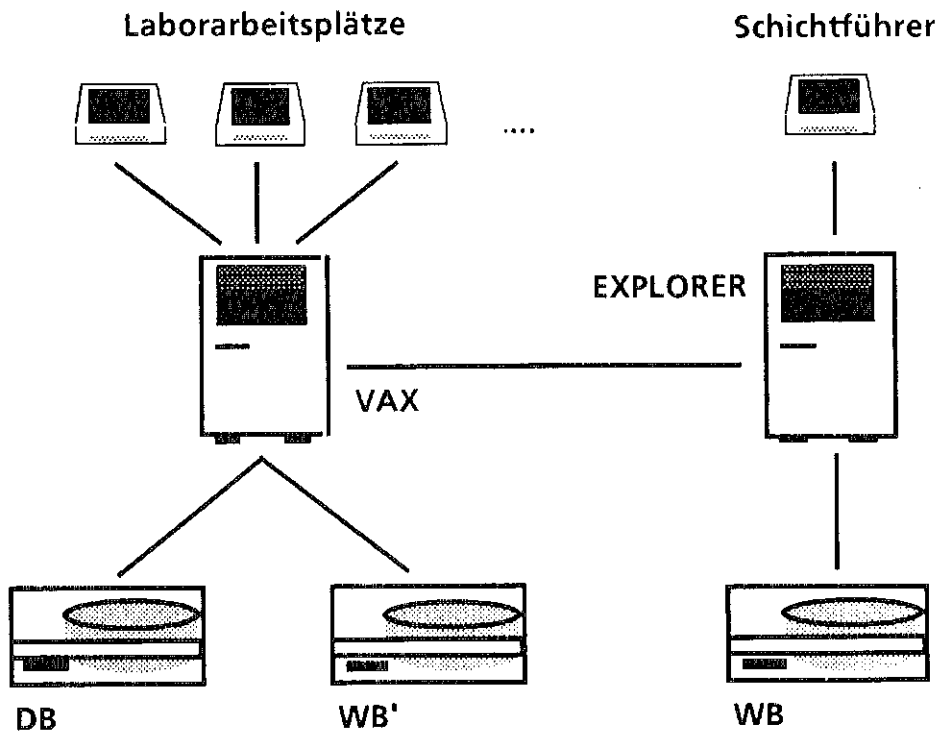 Laborarbeitsplätze
Schichtführer
....
EXPLORER
VAX
DB
WB'
WB